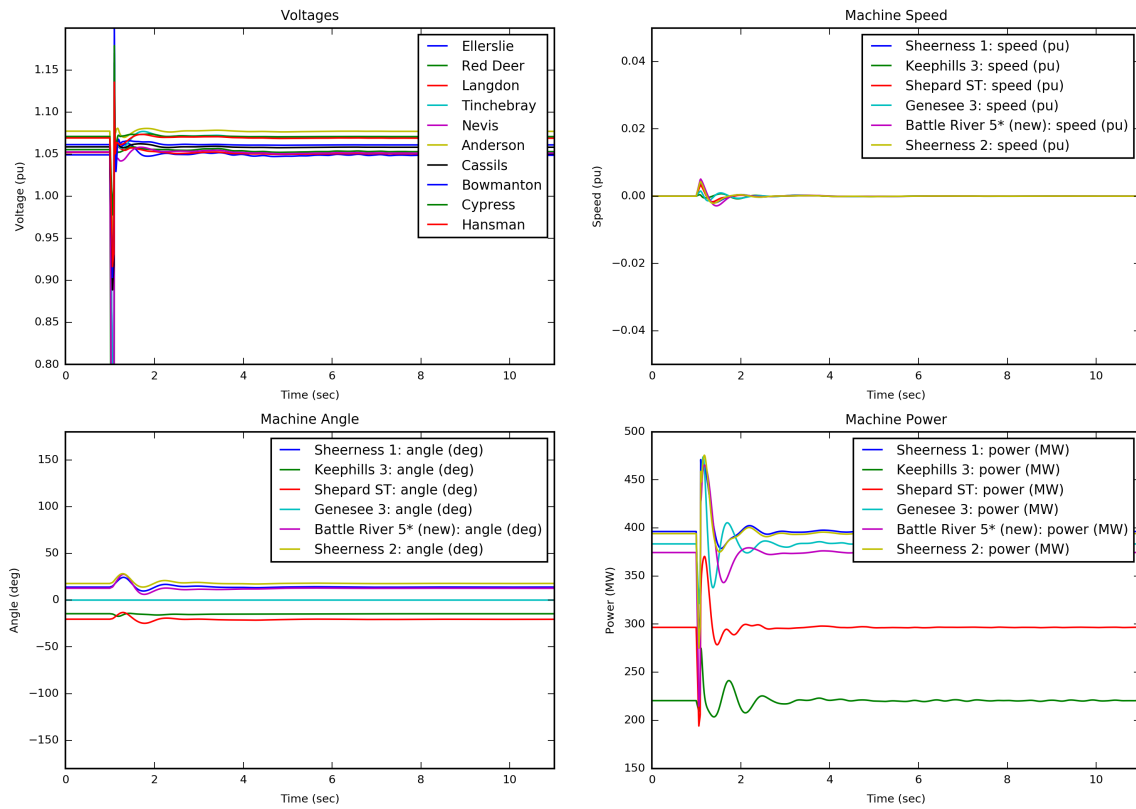 Voltages
Voltage (pu)
1.15
1.10
1.05
1.00
0.95
0.90
0.85
0.80
0
2
4
6
8
10
Time (sec)
Ellerslie
Red Deer
Langdon
Tinchebray
Nevis
Anderson
Cassils
Bowmanton
Cypress
Hansman
Machine Speed
Speed (pu)
0.04
0.02
0.00
−0.02
−0.04
0
2
4
6
8
10
Time (sec)
Sheerness 1: speed (pu)
Keephills 3: speed (pu)
Shepard ST: speed (pu)
Genesee 3: speed (pu)
Battle River 5* (new): speed (pu)
Sheerness 2: speed (pu)
Machine Angle
Angle (deg)
150
100
50
0
−50
−100
−150
0
2
4
6
8
10
Time (sec)
Sheerness 1: angle (deg)
Keephills 3: angle (deg)
Shepard ST: angle (deg)
Genesee 3: angle (deg)
Battle River 5* (new): angle (deg)
Sheerness 2: angle (deg)
Machine Power
Power (MW)
500
450
400
350
300
250
200
150
0
2
4
6
8
10
Time (sec)
Sheerness 1: power (MW)
Keephills 3: power (MW)
Shepard ST: power (MW)
Genesee 3: power (MW)
Battle River 5* (new): power (MW)
Sheerness 2: power (MW)